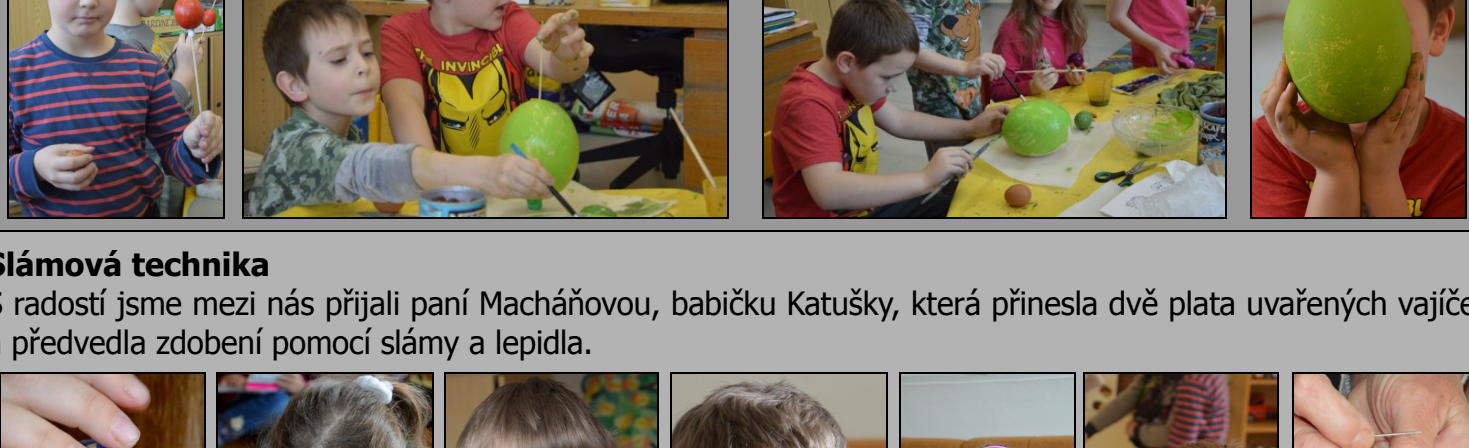 INVINCIBL
Slámová technika
S radostí jsme mezi nás přijali paní Macháňovou, babičku Katušky, která přinesla dvě plata uvařených vajíče
a předvedla zdobení pomocí slámy a lepidla.